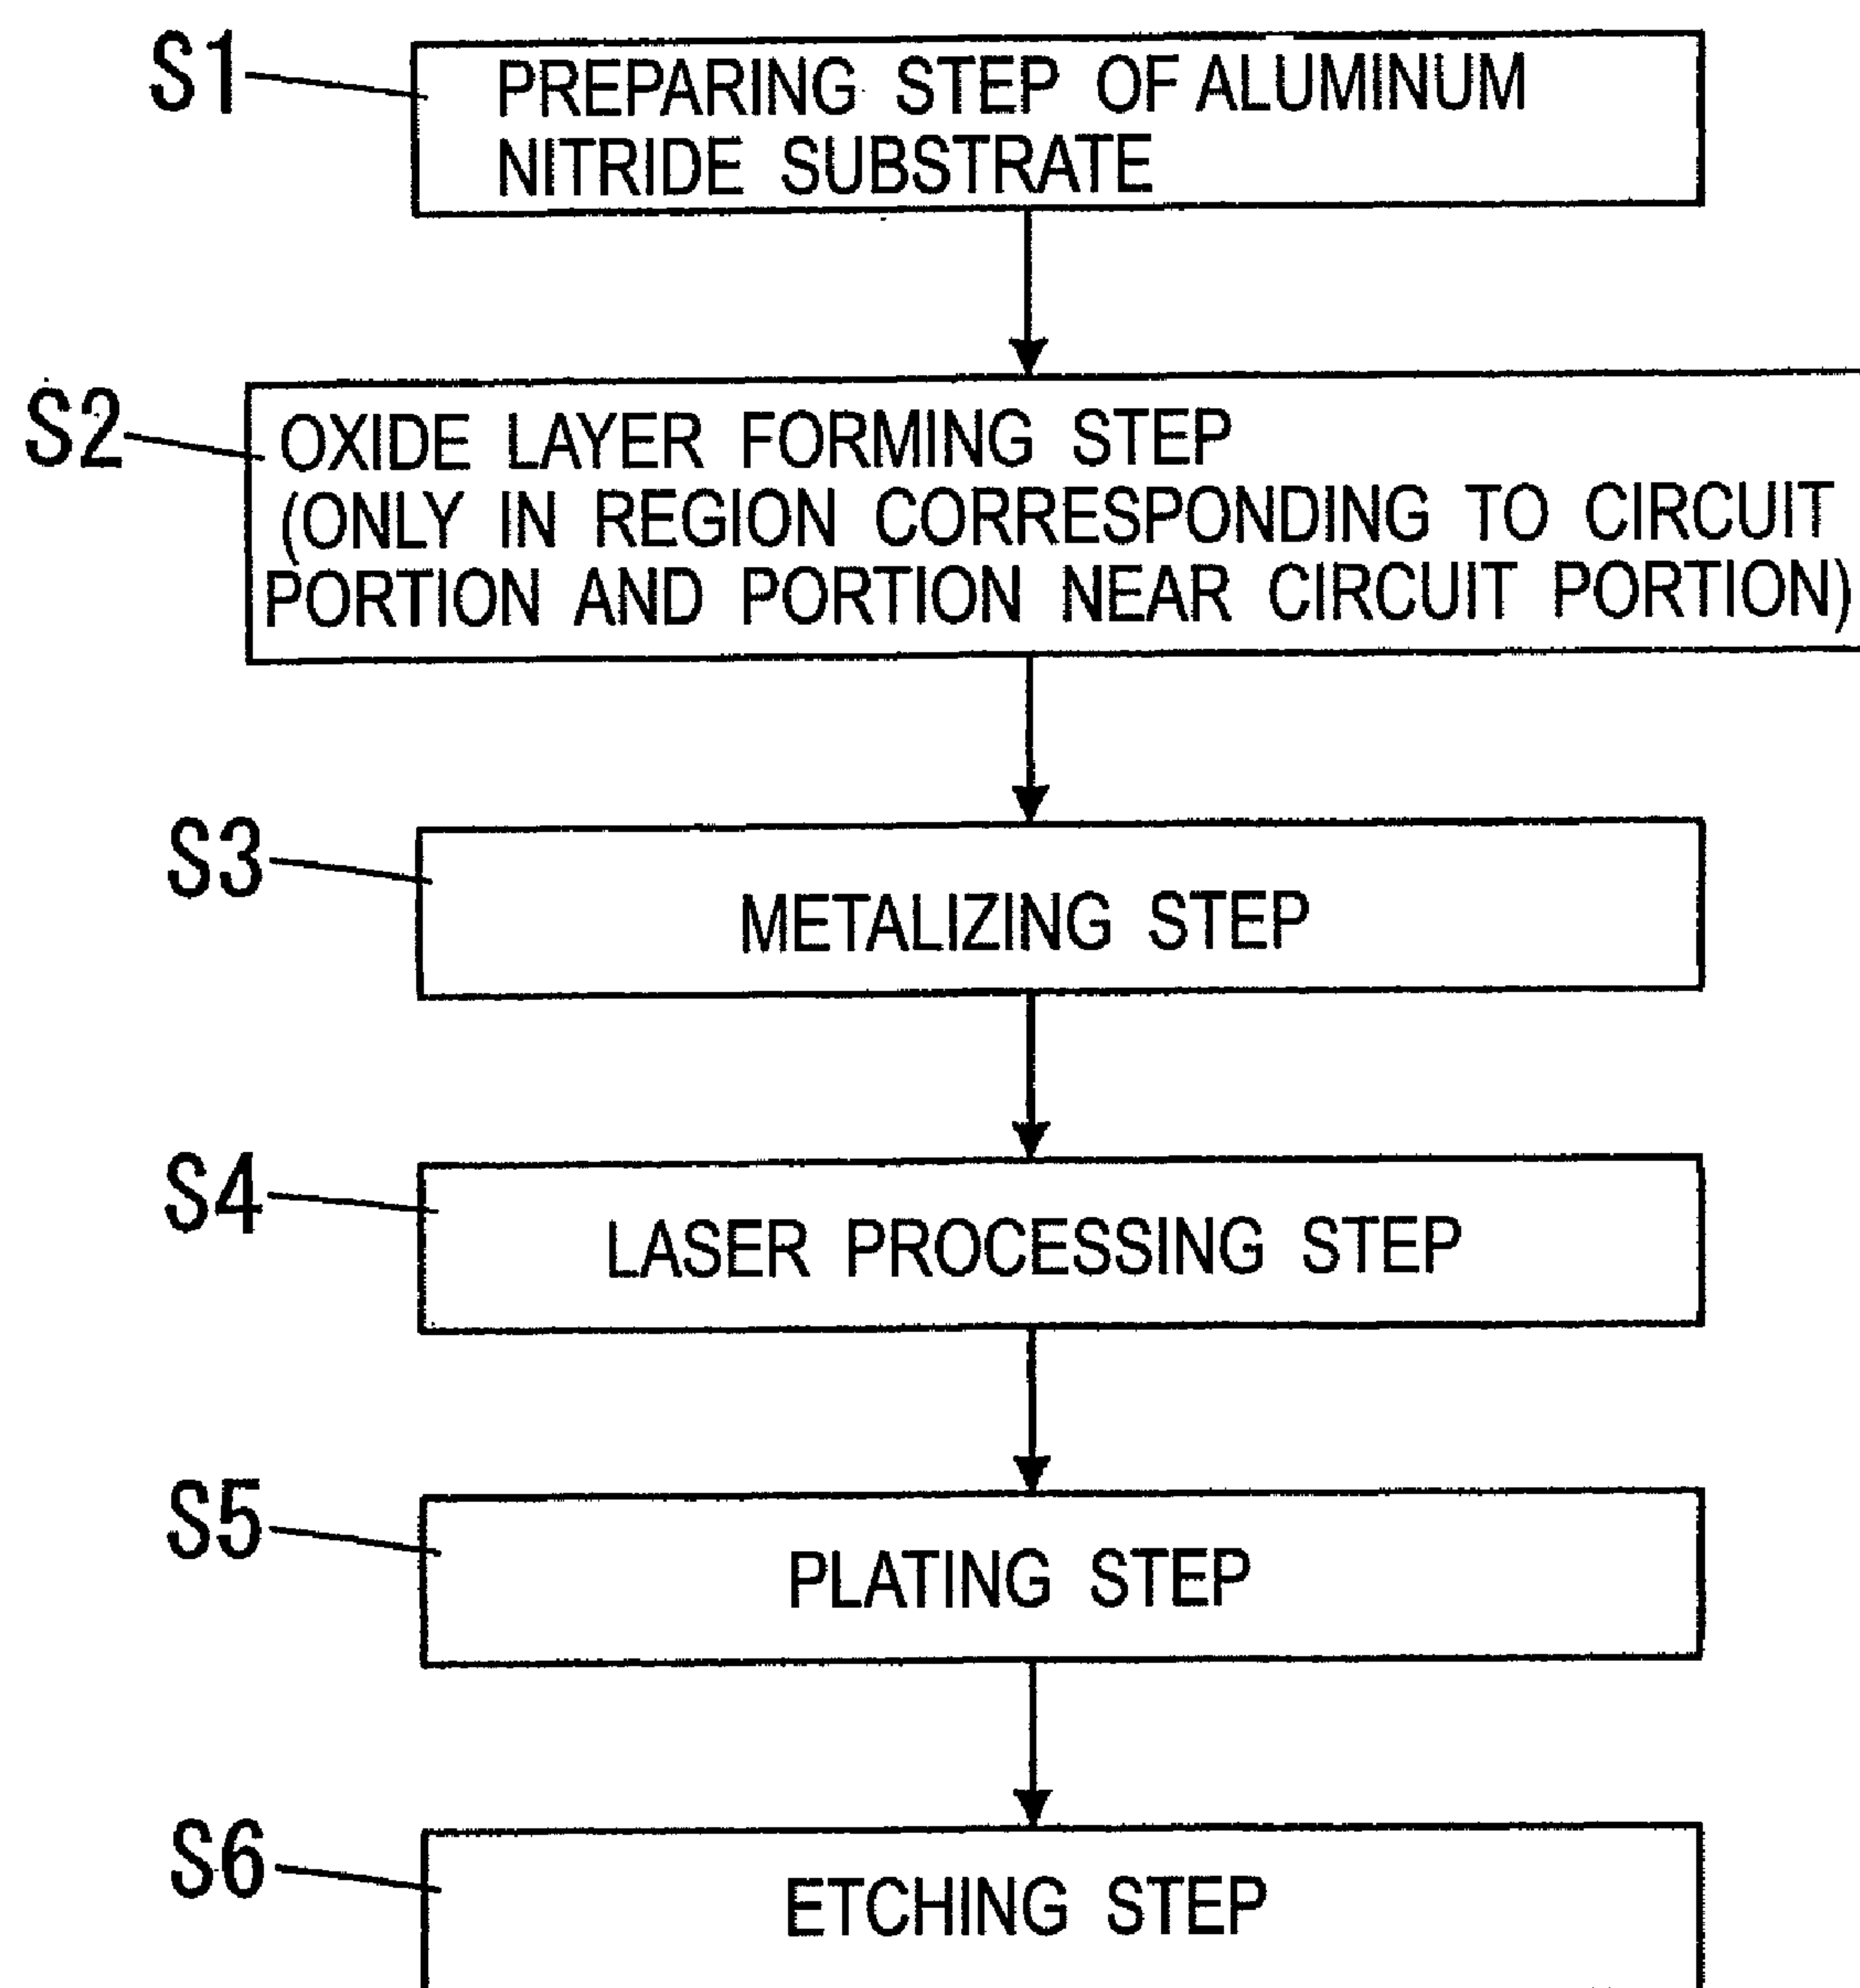 S1
PREPARING STEP OF ALUMINUM
NITRIDE SUBSTRATE
S2
OXIDE LAYER FORMING STEP
(ONLY IN REGION CORRESPONDING TO CIRCUIT
PORTION AND PORTION NEAR CIRCUIT PORTION)
S3
METALIZING STEP
S4
LASER PROCESSING STEP
S5
PLATING STEP
S6
ETCHING STEP